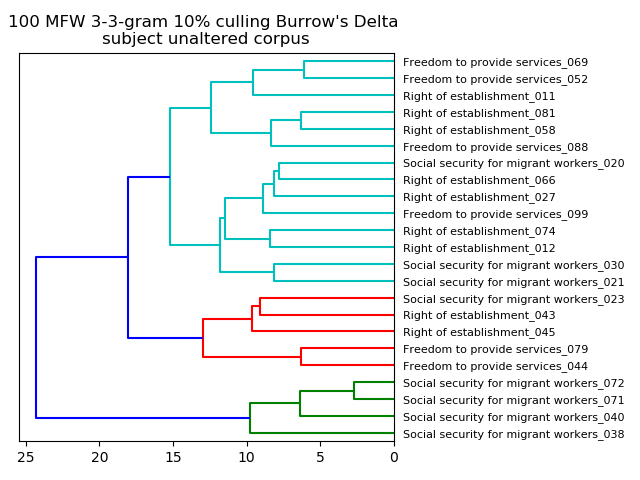 100 MFW 3-3-gram 10% culling Burrow's Delta
subject unaltered corpus
Freedom to provide services_069
Freedom to provide services_052
Right of establishment_011
Right of establishment_081
Right of establishment_058
Freedom to provide services_088
Social security for migrant workers_020
Right of establishment_066
Right of establishment_027
Freedom to provide services_099
Right of establishment_074
Right of establishment_012
Social security for migrant workers_030
Social security for migrant workers_021
Social security for migrant workers_023
Right of establishment_043
Right of establishment_045
Freedom to provide services_079
Freedom to provide services_044
Social security for migrant workers_072
Social security for migrant workers_071
Social security for migrant workers_040
Social security for migrant workers_038
25 20 15 10 5 0